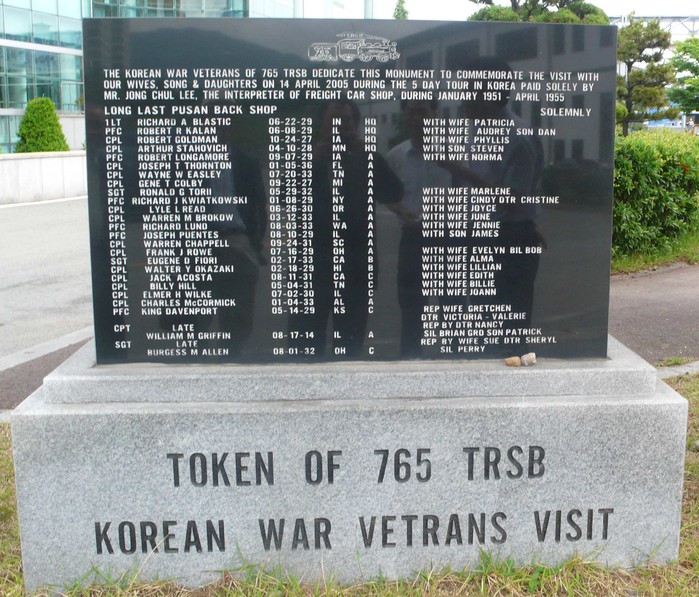 765
THE KOREAN WAR VETERANS OF 765 TRSB DEDICATE THIS MONUMENT TO COMMEMORATE THE VISIT WITH
OUR WIVES, SONG & DAUGHTERS ON 14 APRIL 2005 DURING THE 5 DAY TOUR IN KOREA PAID SOLELY BY
MR. JONG CHUL LEE, THE INTERPRETER OF FREIGHT CAR SHOP, DURING JANUARY 1951 - APRIL 1955
LONG LAST PUSAN BACK SHOP SOLEMNLY
1LT RICHARD A BLASTIC 06-22-29 IN HQ WITH WIFE PATRICIA
PFC ROBERT R KALAN 06-08-29 IL HQ WITH WIFE AUDREY SON DAN
CPL ROBERT GOLDMAN 10-24-27 IA HQ WITH WIFE PHYLLIS
CPL ARTHUR STAHOVICH 04-10-28 MN HQ WITH SON STEVEN
PFC ROBERT LONGAMORE 09-07-29 IA A WITH WIFE NORMA
CPL JOSEPH T THORNTON 01-05-36 FL A
CPL WAYNE W EASLEY 07-20-33 TN A
CPL GENE T COLBY 09-22-27 MI A
SGT RONALD G TORII 05-29-32 IL A WITH WIFE MARLENE
PFC RICHARD J KWIATKOWSKI 01-08-29 NY A WITH WIFE CINDY DTR CRISTINE
CPL LYLE L READ 06-26-30 OR A WITH WIFE JOYCE
CPL WARREN M BROKOW 03-12-33 IL A WITH WIFE JUNE
PFC RICHARD LUND 08-03-33 WA A WITH WIFE JENNIE
PFC JOSEPH PUENTES 08-10-29 IL A WITH SON JAMES
CPL WARREN CHAPPELL 09-24-31 SC A
CPL FRANK J ROWE 07-16-29 OH A WITH WIFE EVELYN BIL BOB
SGT EUGENE D FIORI 02-17-33 CA B WITH WIFE ALMA
CPL WALTER Y OKAZAKI 02-18-29 HI B WITH WIFE LILLIAN
CPL JACK ACOSTA 08-11-31 CA C WITH WIFE EDITH
CPL BILLY HILL 05-04-31 TN C WITH WIFE BILLIE
CPL ELMER H WILKE 07-02-30 IL C WITH WIFE JOANN
CPL CHARLES McCORMICK 01-04-33 AL A REP WIFE GRETCHEN
PFC KING DAVENPORT 05-14-29 KS C DTR VICTORIA - VALERIE
CPT LATE REP BY DTR NANCY
WILLIAM M GRIFFIN 08-17-14 IL A SIL BRIAN GRD SON PATRICK
SGT LATE REP BY WIFE SUE DTR SHERYL
BURGESS M ALLEN 08-01-32 OH C SIL PERRY
TOKEN OF 765 TRSB
KOREAN WAR VETRANS VISIT